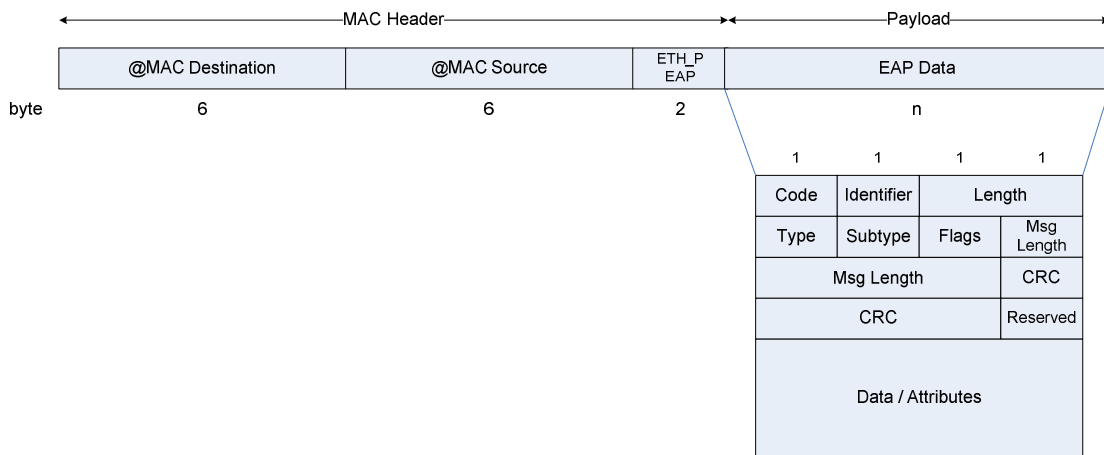 MAC Header Payload
@MAC Destination @MAC Source ETH_P EAP EAP Data
byte 6 6 2 n
1 1 1 1
Code Identifier Length
Type Subtype Flags Msg Length
Msg Length CRC
CRC Reserved
Data / Attributes